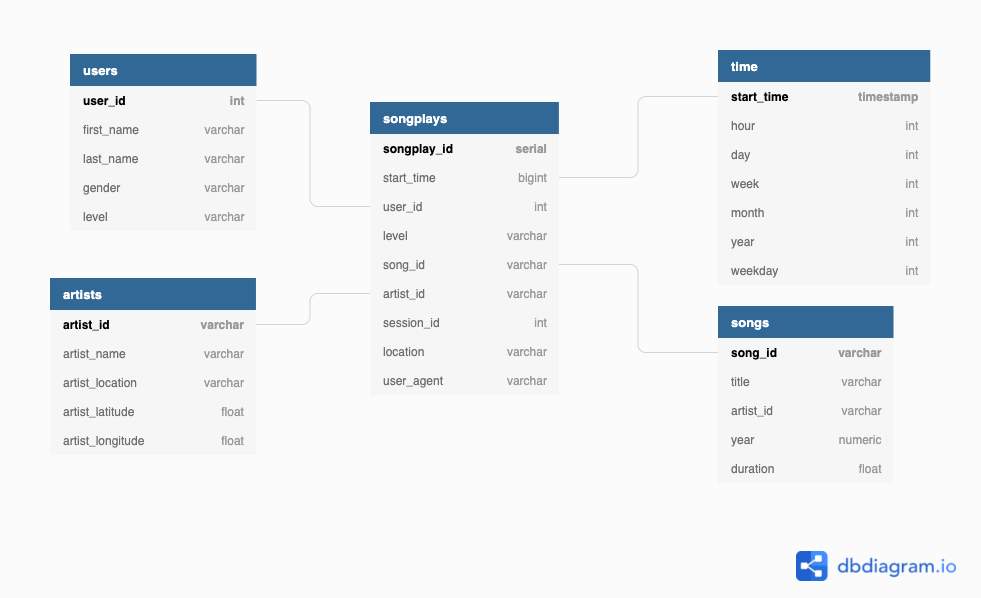 users
user_id int
first_name varchar
last_name varchar
gender varchar
level varchar
artists
artist_id varchar
artist_name varchar
artist_location varchar
artist_latitude float
artist_longitude float
songplays
songplay_id serial
start_time bigint
user_id int
level varchar
song_id varchar
artist_id varchar
session_id int
location varchar
user_agent varchar
time
start_time timestamp
hour int
day int
week int
month int
year int
weekday int
songs
song_id varchar
title varchar
artist_id varchar
year numeric
duration float
dbdiagram.io